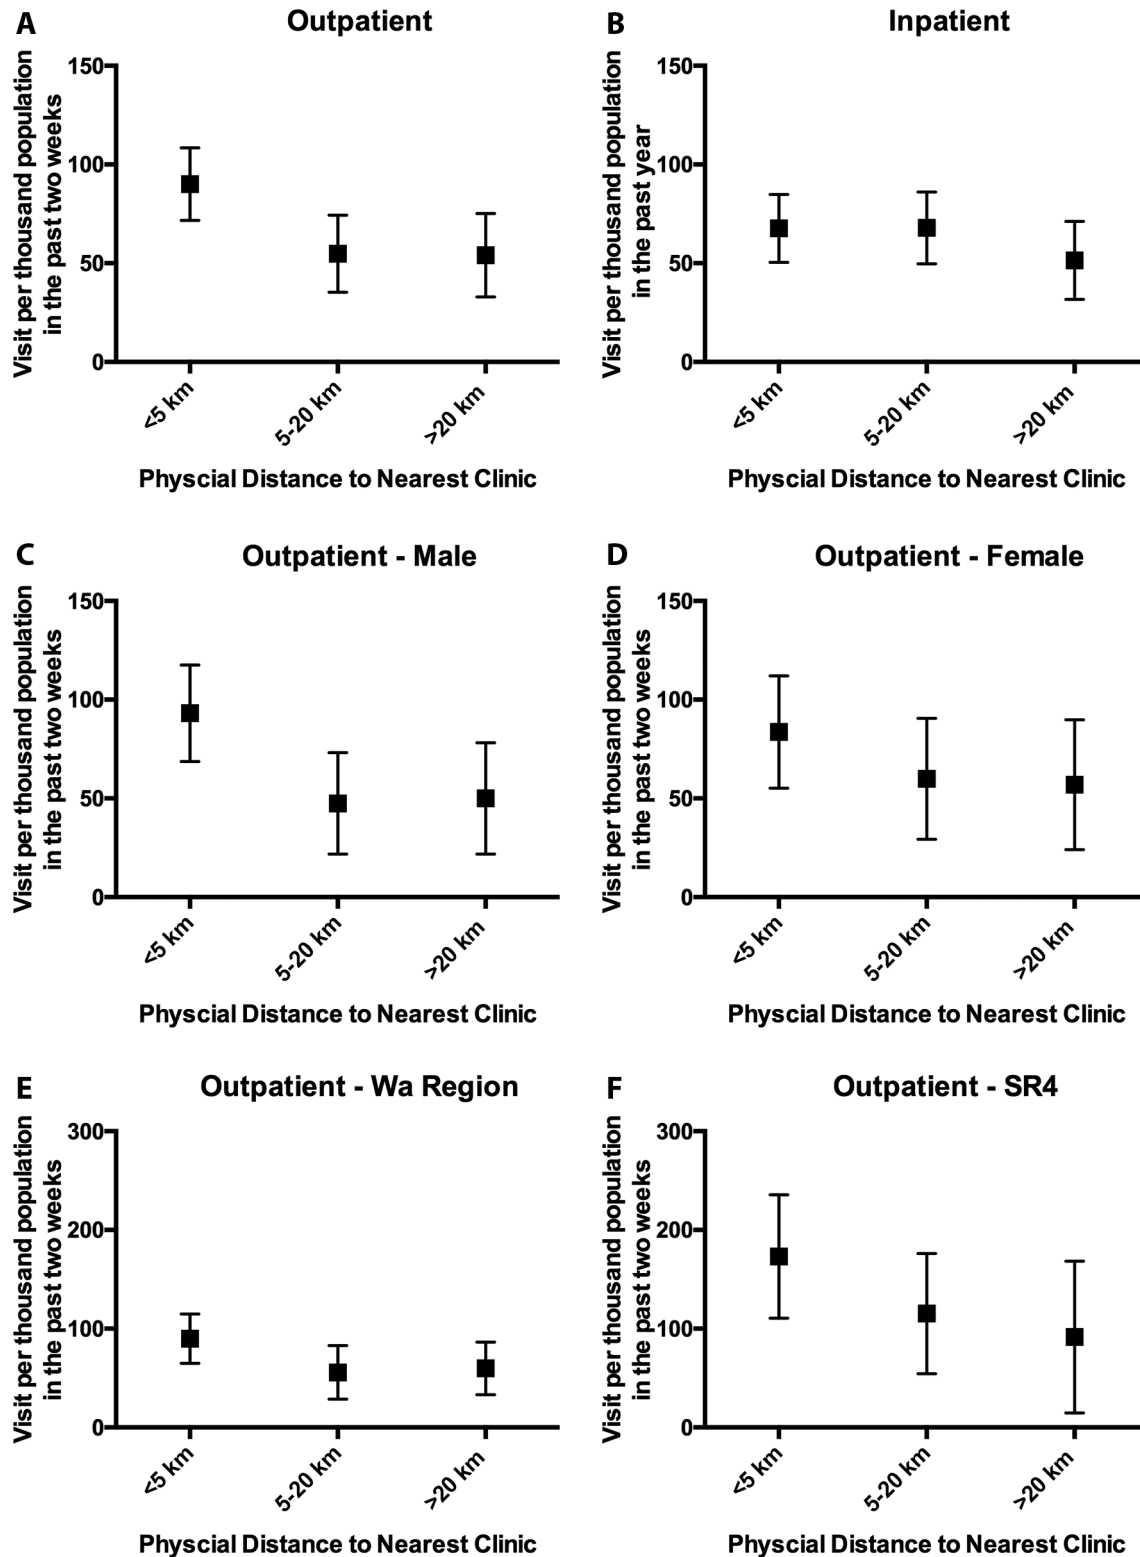 A
Outpatient
Visit per thousand population
in the past two weeks
150
100
50
0
<5 km
5-20 km
>20 km
Physcial Distance to Nearest Clinic
B
Inpatient
Visit per thousand population
in the past year
150
100
50
0
<5 km
5-20 km
>20 km
Physcial Distance to Nearest Clinic
C
Outpatient - Male
Visit per thousand population
in the past two weeks
150
100
50
0
<5 km
5-20 km
>20 km
Physcial Distance to Nearest Clinic
D
Outpatient - Female
Visit per thousand population
in the past two weeks
150
100
50
0
<5 km
5-20 km
>20 km
Physcial Distance to Nearest Clinic
E
Outpatient - Wa Region
Visit per thousand population
in the past two weeks
300
200
100
0
<5 km
5-20 km
>20 km
Physcial Distance to Nearest Clinic
F
Outpatient - SR4
Visit per thousand population
in the past two weeks
300
200
100
0
<5 km
5-20 km
>20 km
Physcial Distance to Nearest Clinic